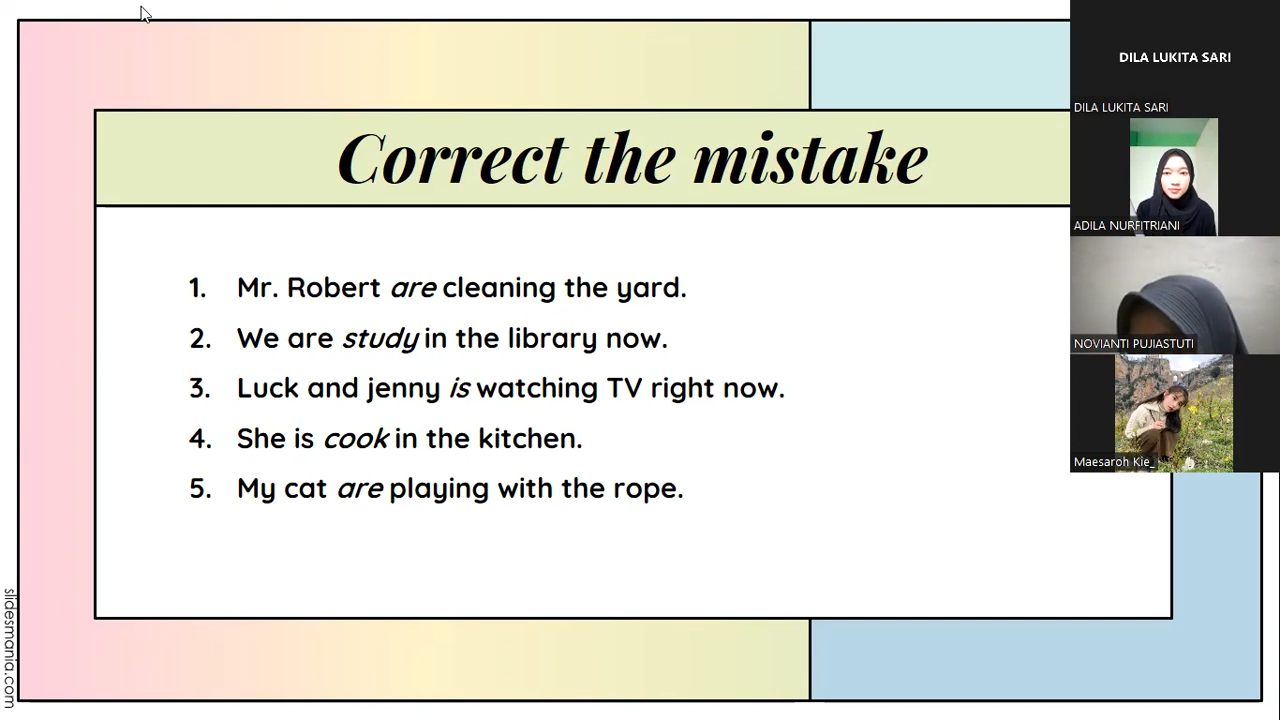 Correct the mistake
1. Mr. Robert are cleaning the yard.
2. We are study in the library now.
3. Luck and jenny is watching TV right now.
4. She is cook in the kitchen.
5. My cat are playing with the rope.
DILA LUKITA SARI
DILA LUKITA SARI
ADILA NURFITRIANI
NOVIANTI PUJIASTUTI
Maesaroh Kie_
slidesmania.com